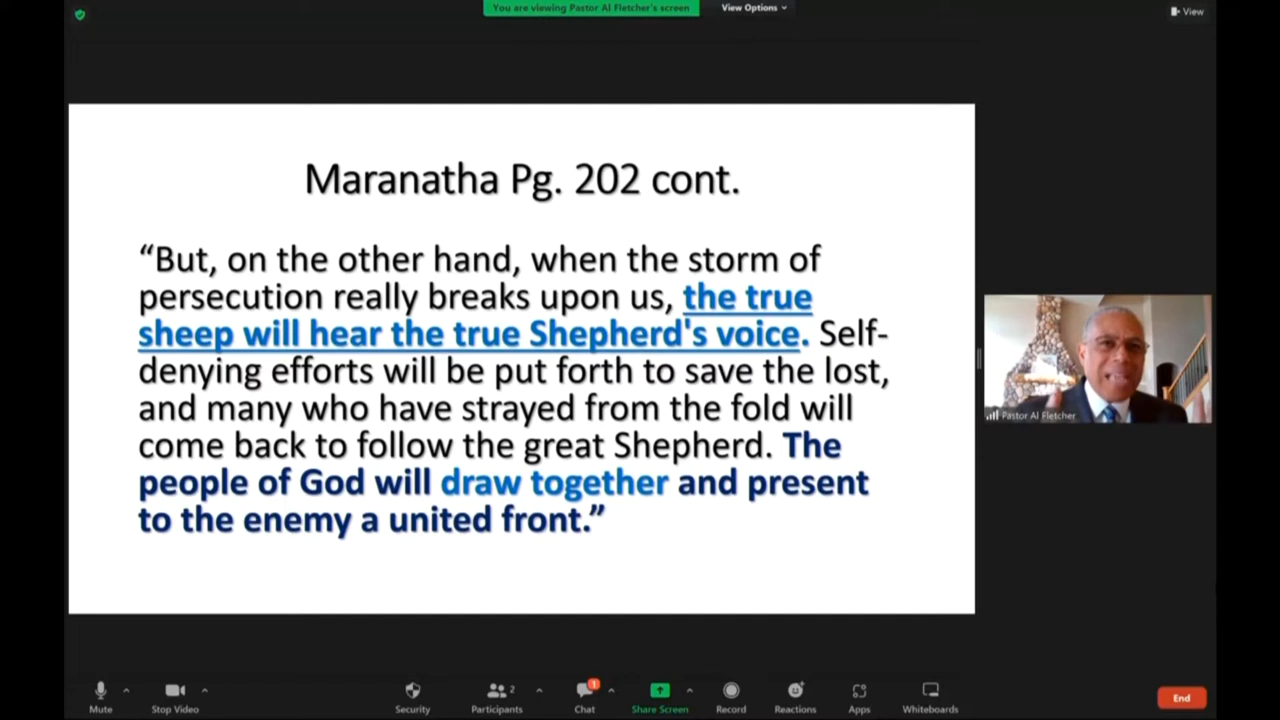 You are viewing Pastor Al Fletcher's screen
View Options
View
Maranatha Pg. 202 cont.
“But, on the other hand, when the storm of
persecution really breaks upon us, the true
sheep will hear the true Shepherd's voice. Self-
denying efforts will be put forth to save the lost,
and many who have strayed from the fold will
come back to follow the great Shepherd. The
people of God will draw together and present
to the enemy a united front.”
Pastor Al Fletcher
2
1
Mute
Stop Video
Security
Participants
Chat
Share Screen
Record
Reactions
Apps
Whiteboards
End